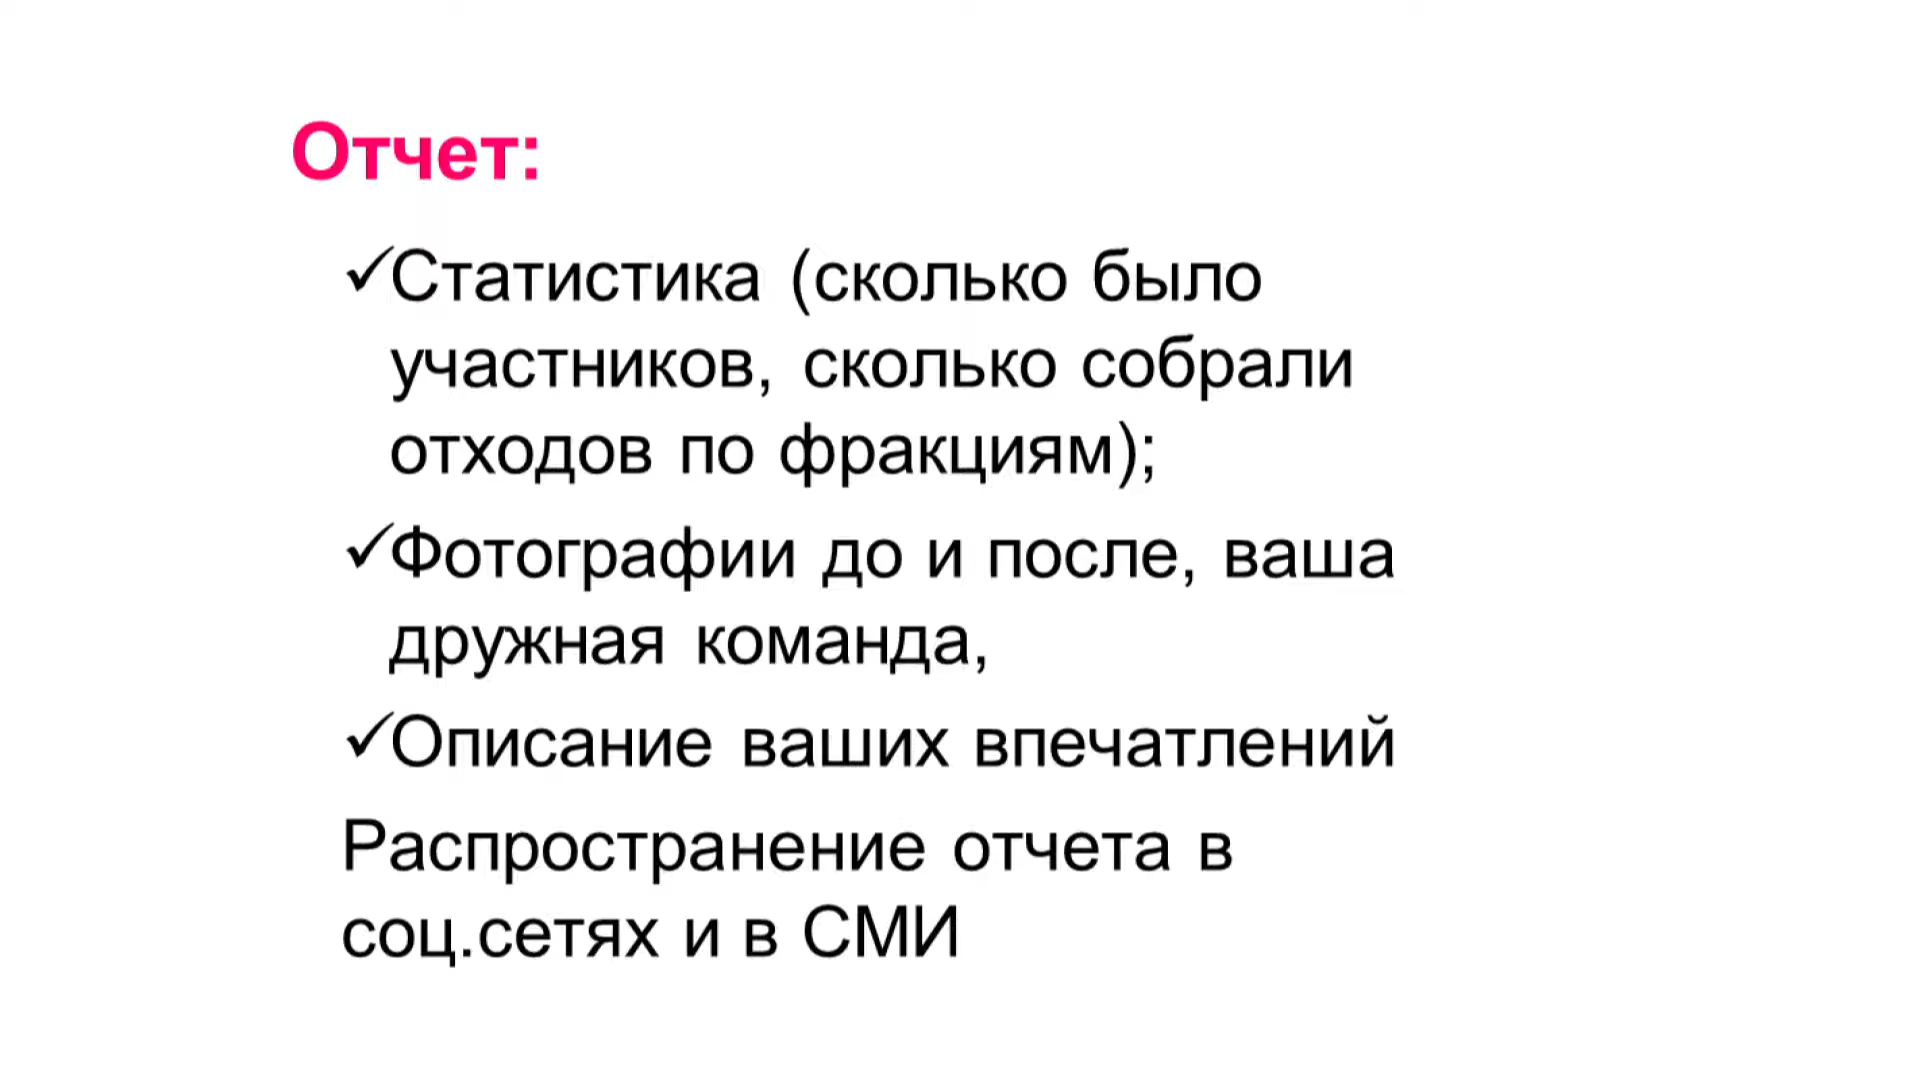 Отчет:
✓Статистика (сколько было
участников, сколько собрали
отходов по фракциям);
✓Фотографии до и после, ваша
дружная команда,
✓Описание ваших впечатлений
Распространение отчета в
соц.сетях и в СМИ